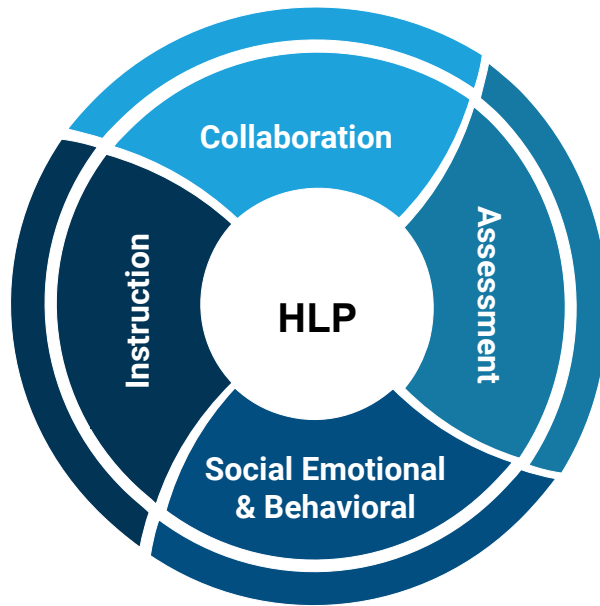 Collaboration
Assessment
Social Emotional
& Behavioral
Instruction
HLP